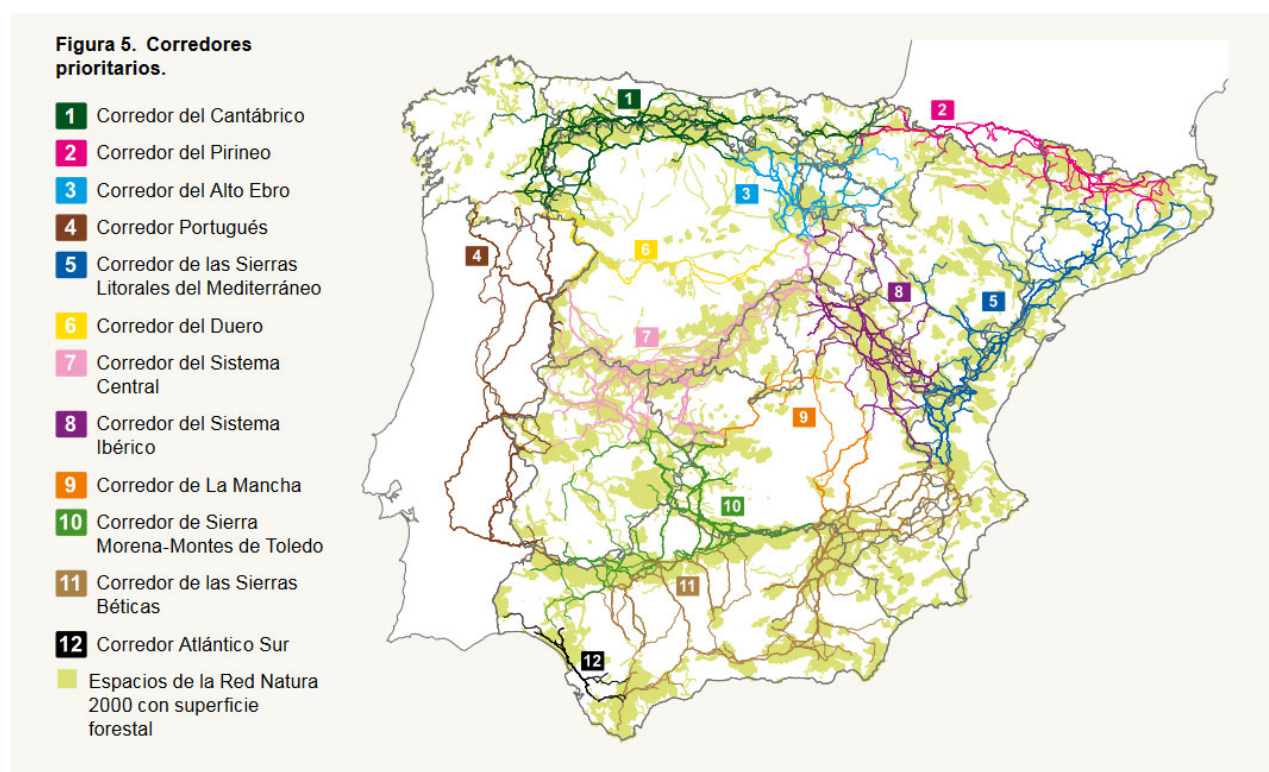 Figura 5. Corredores
prioritarios.
1 Corredor del Cantábrico
2 Corredor del Pirineo
3 Corredor del Alto Ebro
4 Corredor Portugués
5 Corredor de las Sierras
Litorales del Mediterráneo
6 Corredor del Duero
7 Corredor del Sistema
Central
8 Corredor del Sistema
Ibérico
9 Corredor de La Mancha
10 Corredor de Sierra
Morena-Montes de Toledo
11 Corredor de las Sierras
Béticas
12 Corredor Atlántico Sur
Espacios de la Red Natura
2000 con superficie
forestal
1
2
3
4
6
8
5
7
9
10
11
12